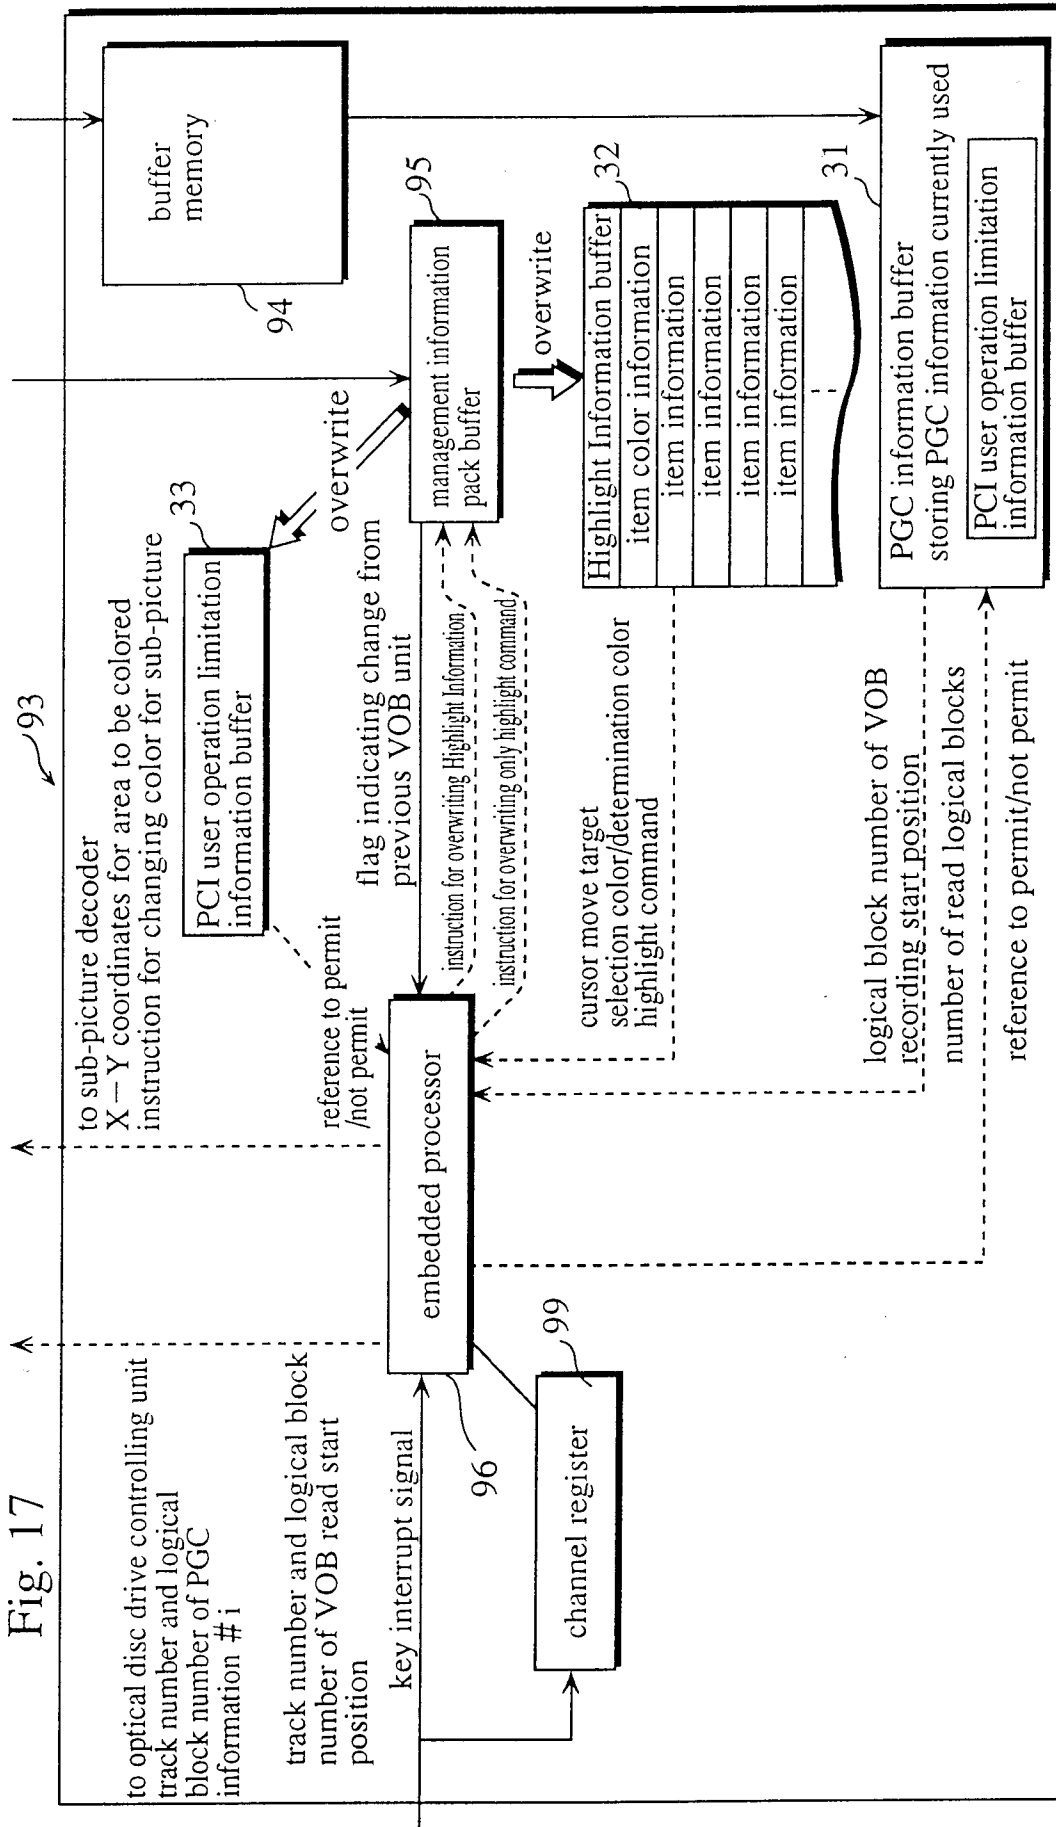 Fig. 17
93
to optical disc drive controlling unit
track number and logical
block number of PGC
information # i
track number and logical block
number of VOB read start
position
key interrupt signal
to sub-picture decoder
X－Y coordinates for area to be colored
instruction for changing color for sub-picture
33
PCI user operation limitation
information buffer
reference to permit
/not permit
overwrite
buffer
memory
94
embedded processor
96
flag indicating change from
previous VOB unit
instruction for overwriting Highlight Information
instruction for overwriting only highlight command
management information
pack buffer
95
overwrite
channel register
99
cursor move target
selection color/determination color
highlight command
32
Highlight Information buffer
item color information
item information
item information
item information
item information
logical block number of VOB
recording start position
number of read logical blocks
reference to permit/not permit
31
PGC information buffer
storing PGC information currently used
PCI user operation limitation
information buffer